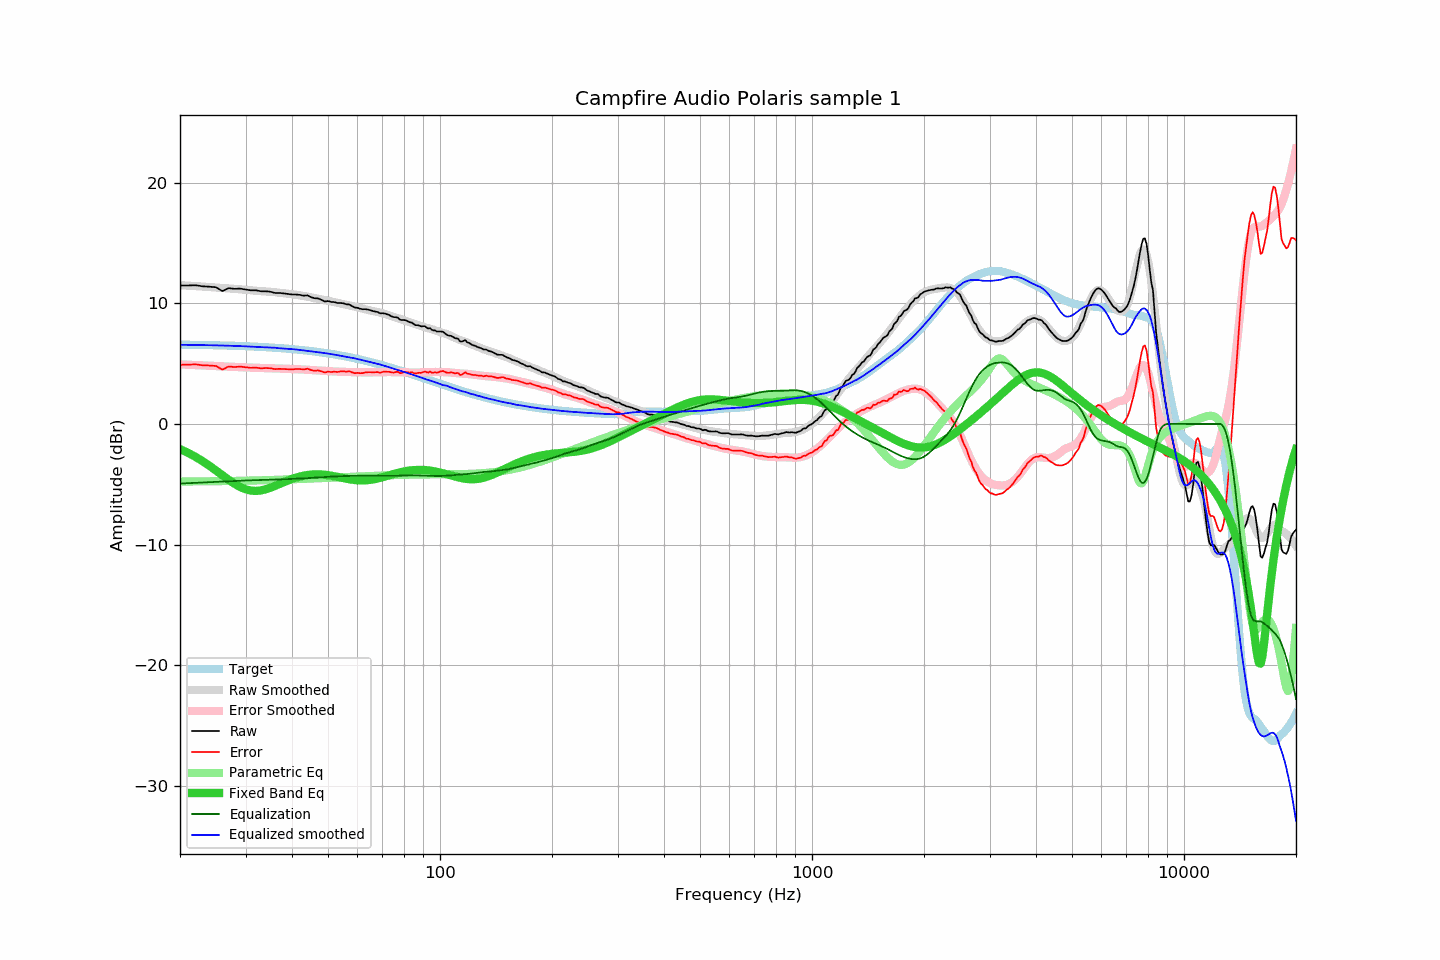 Campfire Audio Polaris sample 1
Amplitude (dBr)
20
10
0
−10
−20
−30
Target
Raw Smoothed
Error Smoothed
Raw
Error
Parametric Eq
Fixed Band Eq
Equalization
Equalized smoothed
100
1000
10000
Frequency (Hz)